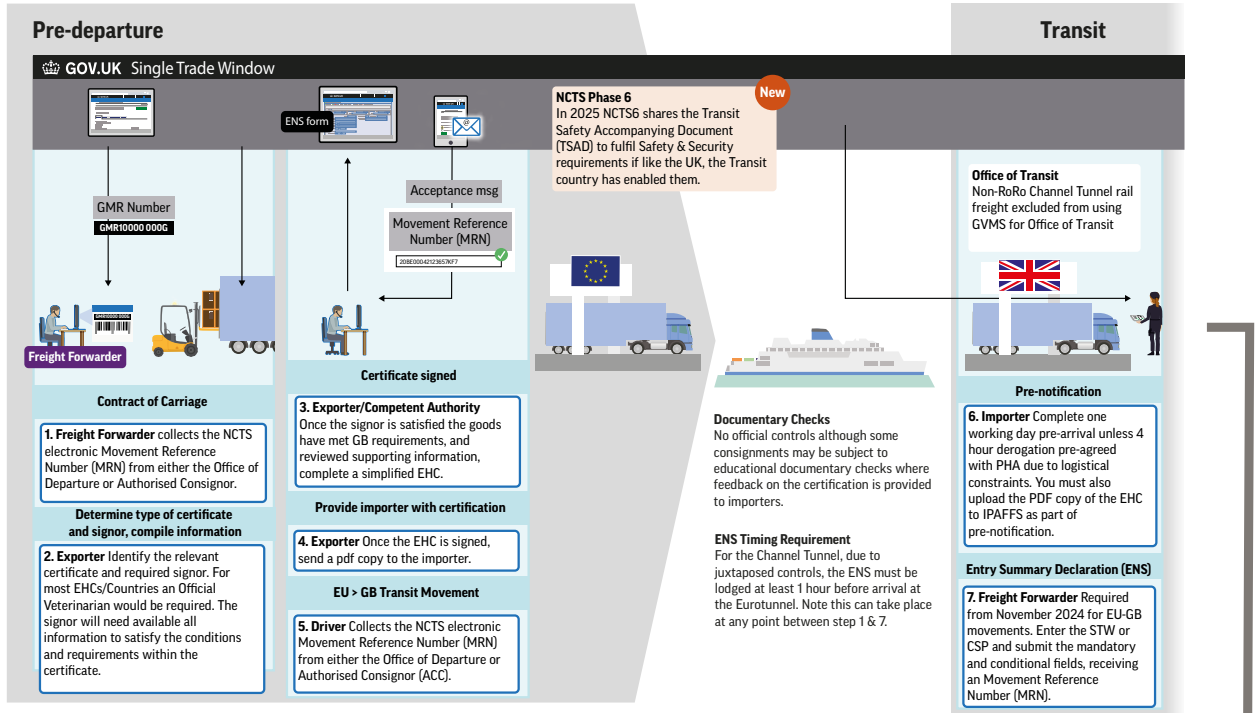 Pre-departure
Transit
GOV.UK Single Trade Window
ENS form
NCTS Phase 6
In 2025 NCTS6 shares the Transit
Safety Accompanying Document
(TSAD) to fulfil Safety & Security
requirements if like the UK, the Transit
country has enabled them.
New
GMR Number
GMR10000 000G
Acceptance msg
Movement Reference
Number (MRN)
20BE00042123657KF7
Office of Transit
Non-RoRo Channel Tunnel rail
freight excluded from using
GVMS for Office of Transit
GMR10000 000G
Freight Forwarder
Contract of Carriage
1. Freight Forwarder collects the NCTS
electronic Movement Reference
Number (MRN) from either the Office of
Departure or Authorised Consignor.
Determine type of certificate
and signor, compile information
2. Exporter Identify the relevant
certificate and required signor. For
most EHCs/Countries an Official
Veterinarian would be required. The
signor will need available all
information to satisfy the conditions
and requirements within the
certificate.
Certificate signed
3. Exporter/Competent Authority
Once the signor is satisfied the goods
have met GB requirements, and
reviewed supporting information,
complete a simplified EHC.
Provide importer with certification
4. Exporter Once the EHC is signed,
send a pdf copy to the importer.
EU > GB Transit Movement
5. Driver Collects the NCTS electronic
Movement Reference Number (MRN)
from either the Office of Departure or
Authorised Consignor (ACC).
Documentary Checks
No official controls although some
consignments may be subject to
educational documentary checks where
feedback on the certification is provided
to importers.
ENS Timing Requirement
For the Channel Tunnel, due to
juxtaposed controls, the ENS must be
lodged at least 1 hour before arrival at
the Eurotunnel. Note this can take place
at any point between step 1 & 7.
Pre-notification
6. Importer Complete one
working day pre-arrival unless 4
hour derogation pre-agreed
with PHA due to logistical
constraints. You must also
upload the PDF copy of the EHC
to IPAFFS as part of
pre-notification.
Entry Summary Declaration (ENS)
7. Freight Forwarder Required
from November 2024 for EU-GB
movements. Enter the STW or
CSP and submit the mandatory
and conditional fields, receiving
an Movement Reference
Number (MRN).